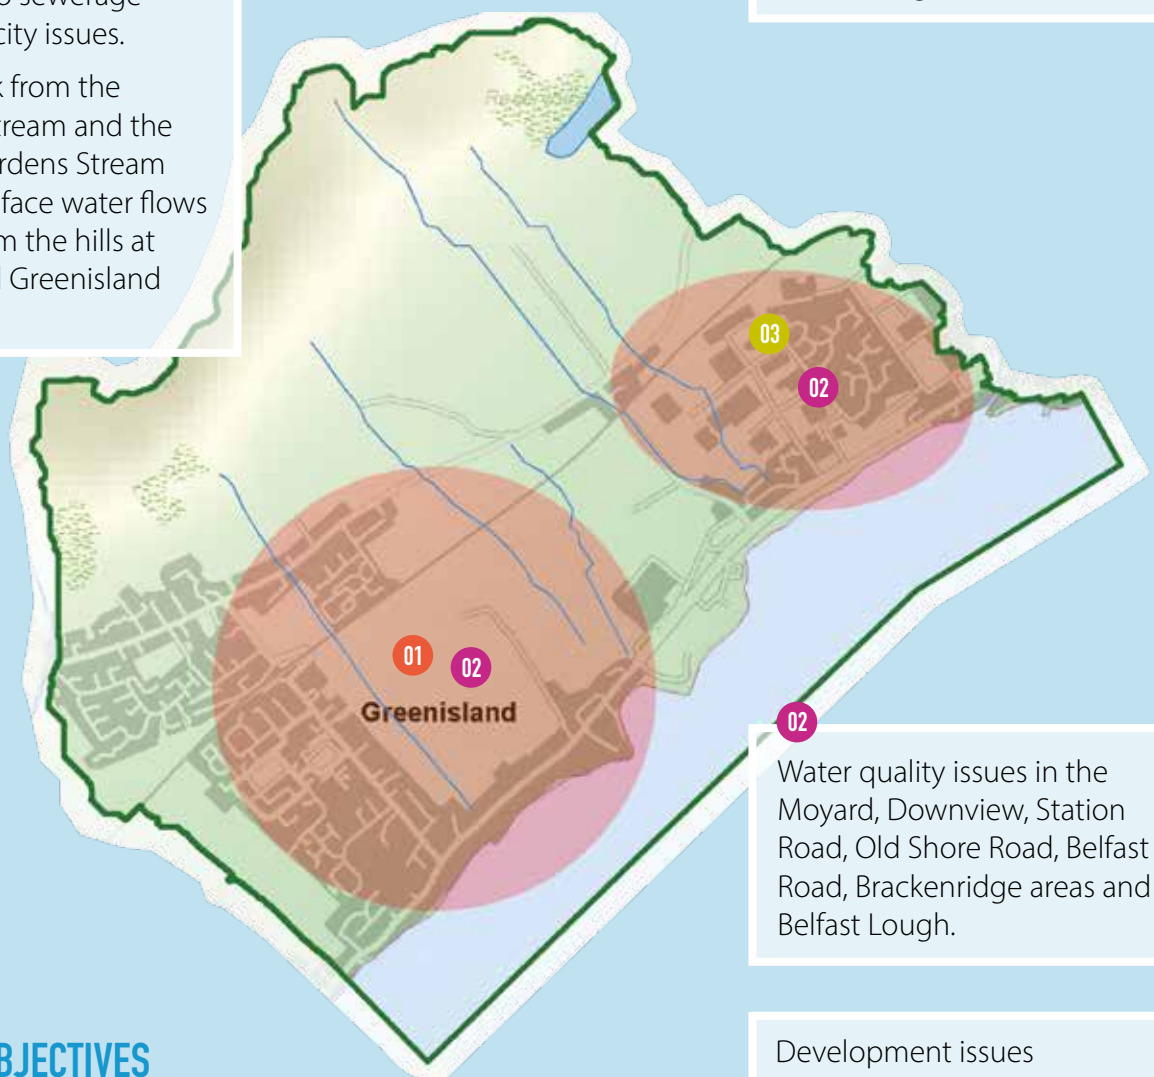 city issues.
from the
tream and the
rdens Stream
face water flows
m the hills at
Greenisland
Reservoir
03
02
01
02
Greenisland
02
Water quality issues in the
Moyard, Downview, Station
Road, Old Shore Road, Belfast
Road, Brackenridge areas and
Belfast Lough.
BJECTIVES
Development issues